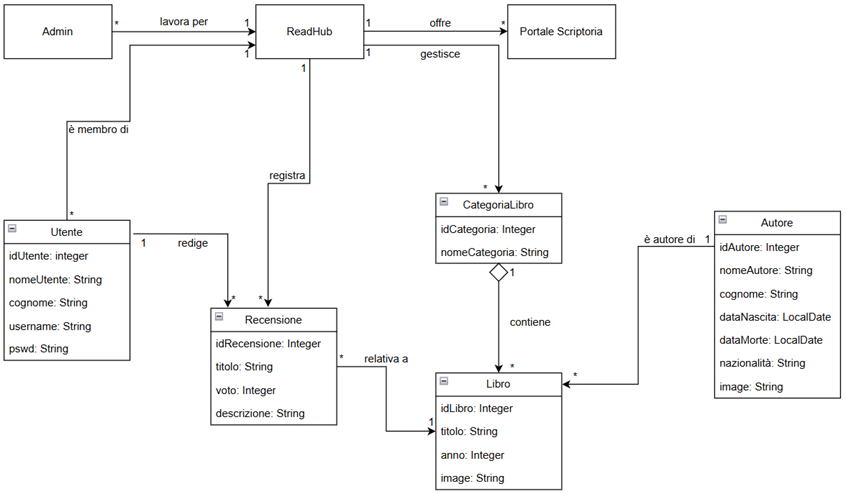 Admin
*
lavora per
1
ReadHub
1
offre
*
Portale Scriptoria
1
1
gestisce
1
è membro di
*
registra
*
*
Utente
idUtente: integer
nomeUtente: String
cognome: String
username: String
pswd: String
1
redige
*
*
CategoriaLibro
idCategoria: Integer
nomeCategoria: String
1
contiene
*
Autore
idAutore: Integer
nomeAutore: String
cognome: String
dataNascita: LocalDate
dataMorte: LocalDate
nazionalità: String
image: String
è autore di
1
*
Recensione
idRecensione: Integer
titolo: String
voto: Integer
descrizione: String
*
relativa a
1
Libro
idLibro: Integer
titolo: String
anno: Integer
image: String